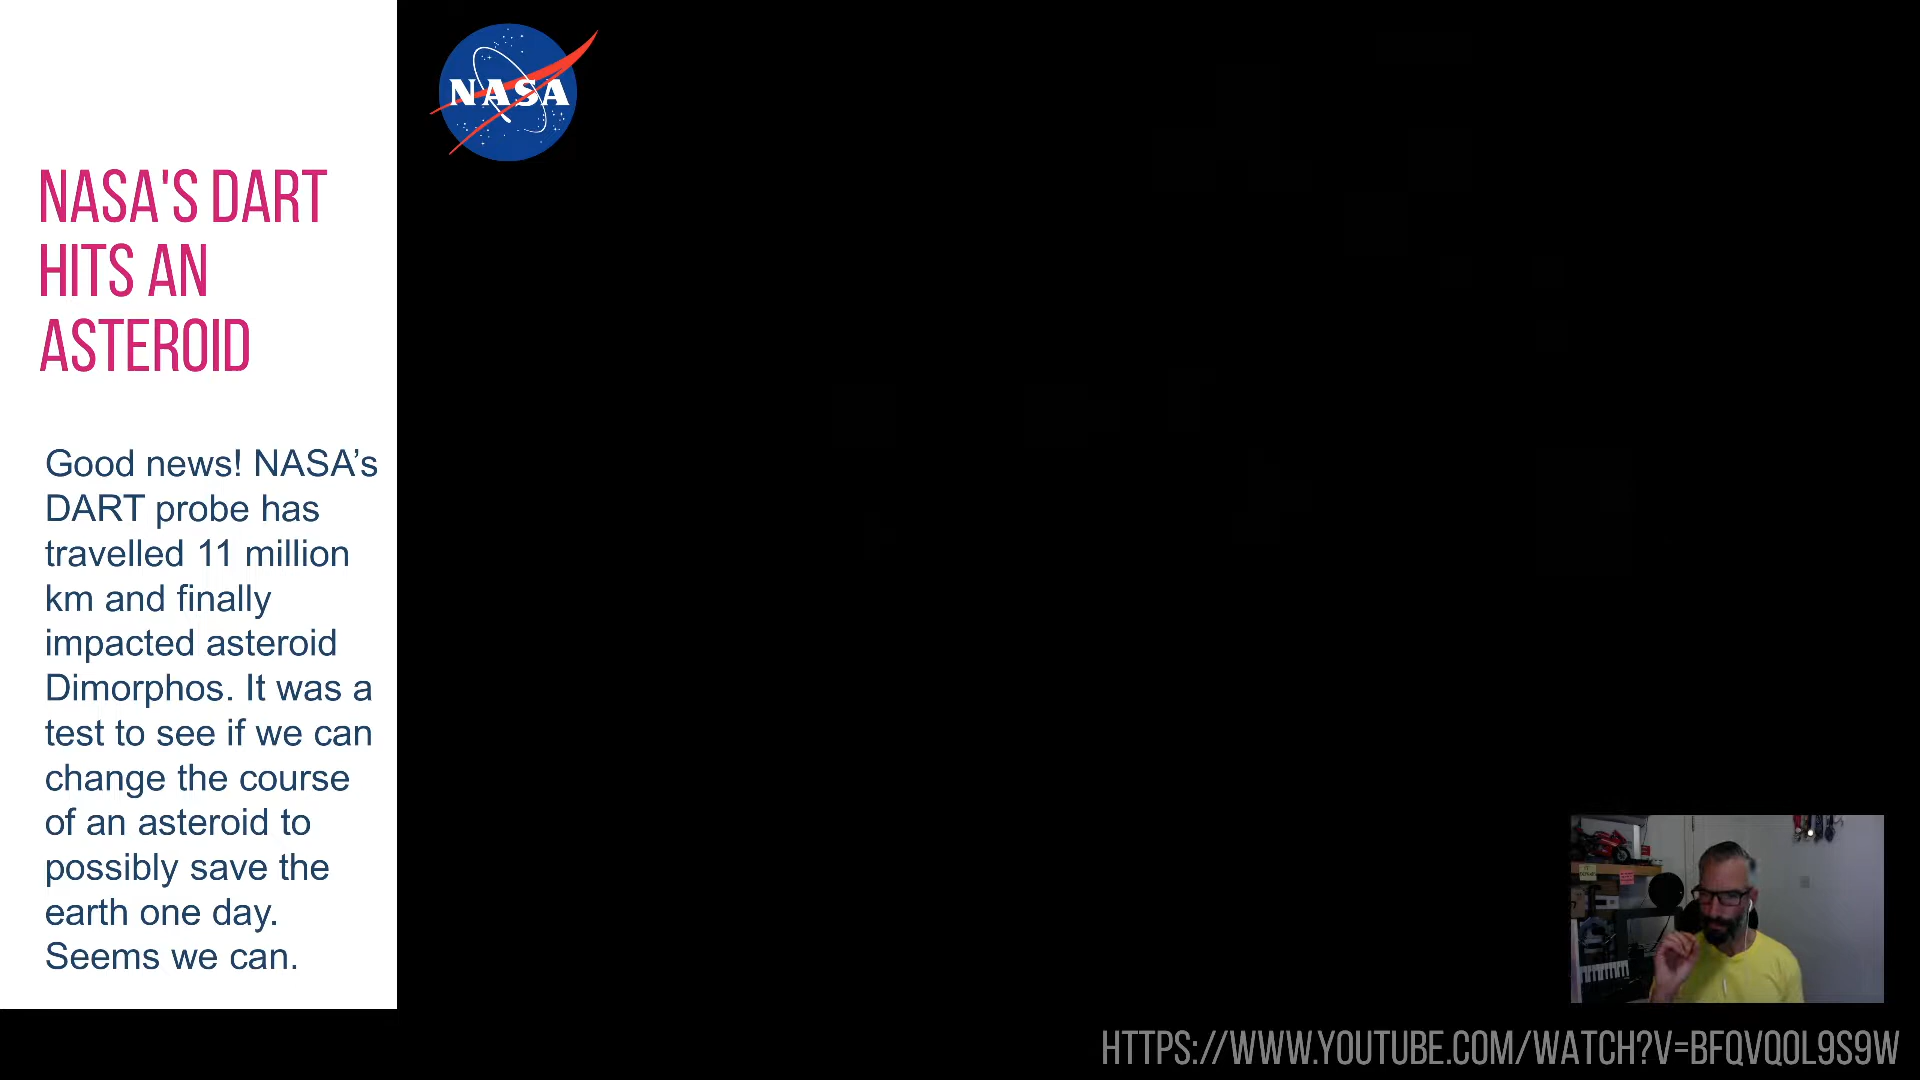 NASA
NASA'S DART
HITS AN
ASTEROID
Good news! NASA’s
DART probe has
travelled 11 million
km and finally
impacted asteroid
Dimorphos. It was a
test to see if we can
change the course
of an asteroid to
possibly save the
earth one day.
Seems we can.
HTTPS://WWW.YOUTUBE.COM/WATCH?V=BFQVQOL9S9W